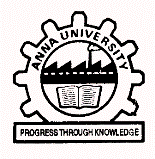 ANNA UNIVERSITY
PROGRESS THROUGH KNOWLEDGE